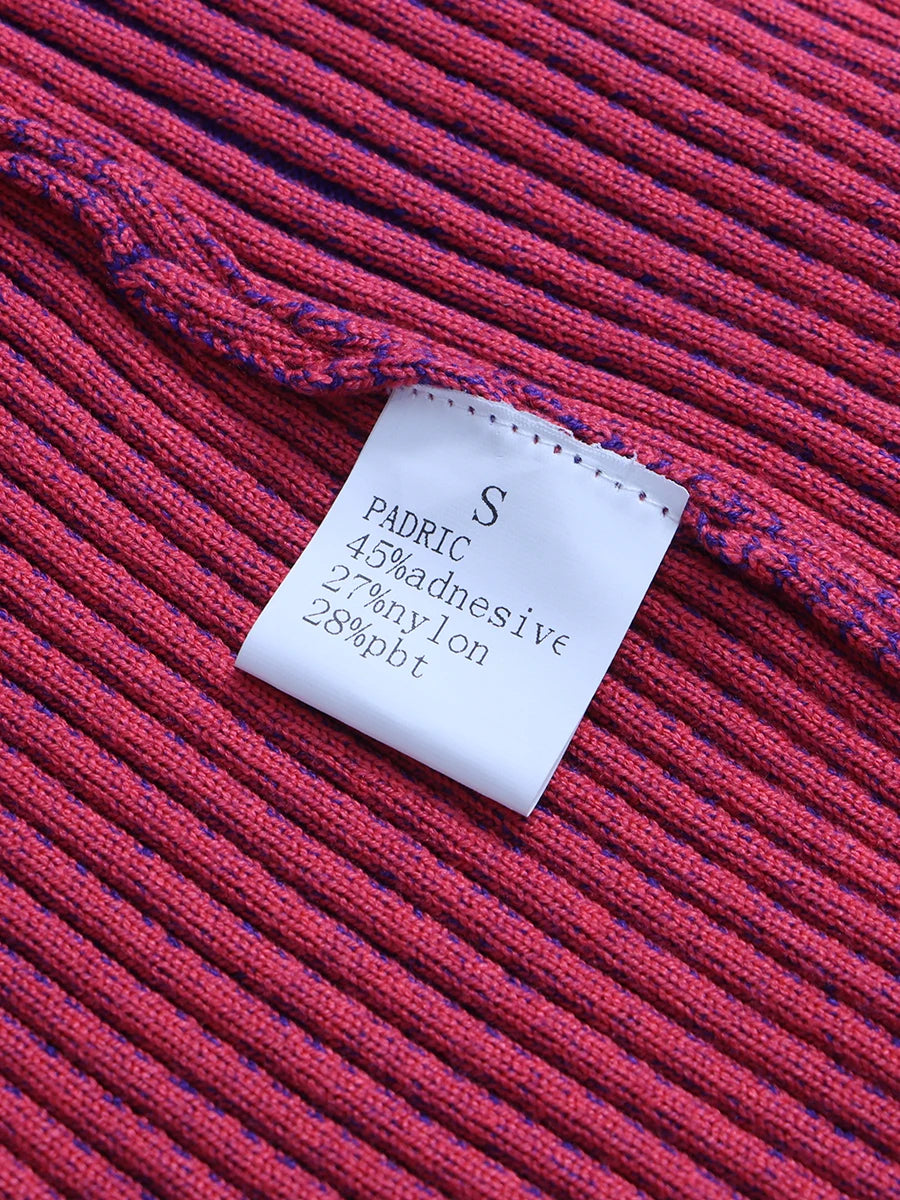 S
PADRIC
45%adnesive
27%nylon
28%pbt